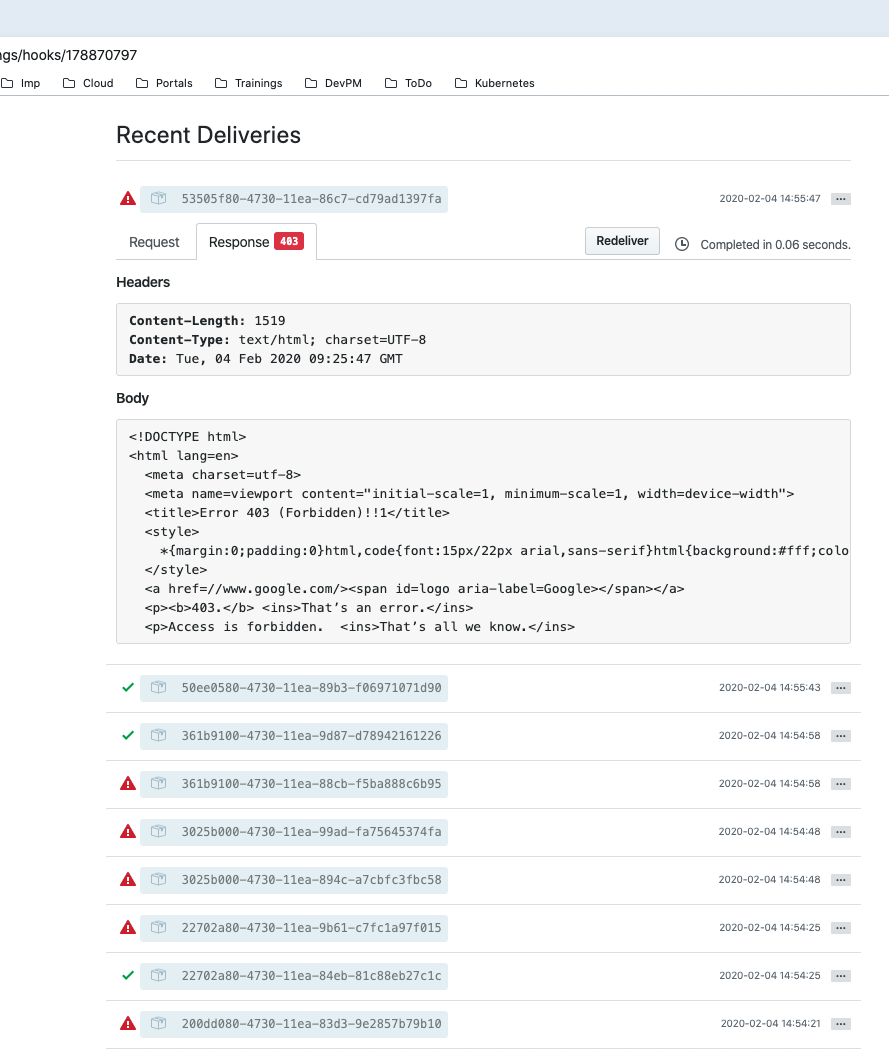 ngs/hooks/178870797
Imp Cloud Portals Trainings DevPM ToDo Kubernetes
Recent Deliveries
53505f80-4730-11ea-86c7-cd79ad1397fa 2020-02-04 14:55:47
Request Response 403 Redeliver Completed in 0.06 seconds.
Headers
Content-Length: 1519
Content-Type: text/html; charset=UTF-8
Date: Tue, 04 Feb 2020 09:25:47 GMT
Body
<!DOCTYPE html>
<html lang=en>
  <meta charset=utf-8>
  <meta name=viewport content="initial-scale=1, minimum-scale=1, width=device-width">
  <title>Error 403 (Forbidden)!!1</title>
  <style>
    *{margin:0;padding:0}html,code{font:15px/22px arial,sans-serif}html{background:#fff;colo
  </style>
  <a href=//www.google.com/><span id=logo aria-label=Google></span></a>
  <p><b>403.</b> <ins>That’s an error.</ins>
  <p>Access is forbidden.  <ins>That’s all we know.</ins>
50ee0580-4730-11ea-89b3-f06971071d90 2020-02-04 14:55:43
361b9100-4730-11ea-9d87-d78942161226 2020-02-04 14:54:58
361b9100-4730-11ea-88cb-f5ba888c6b95 2020-02-04 14:54:58
3025b000-4730-11ea-99ad-fa75645374fa 2020-02-04 14:54:48
3025b000-4730-11ea-894c-a7cbfc3fbc58 2020-02-04 14:54:48
22702a80-4730-11ea-9b61-c7fc1a97f015 2020-02-04 14:54:25
22702a80-4730-11ea-84eb-81c88eb27c1c 2020-02-04 14:54:25
200dd080-4730-11ea-83d3-9e2857b79b10 2020-02-04 14:54:21